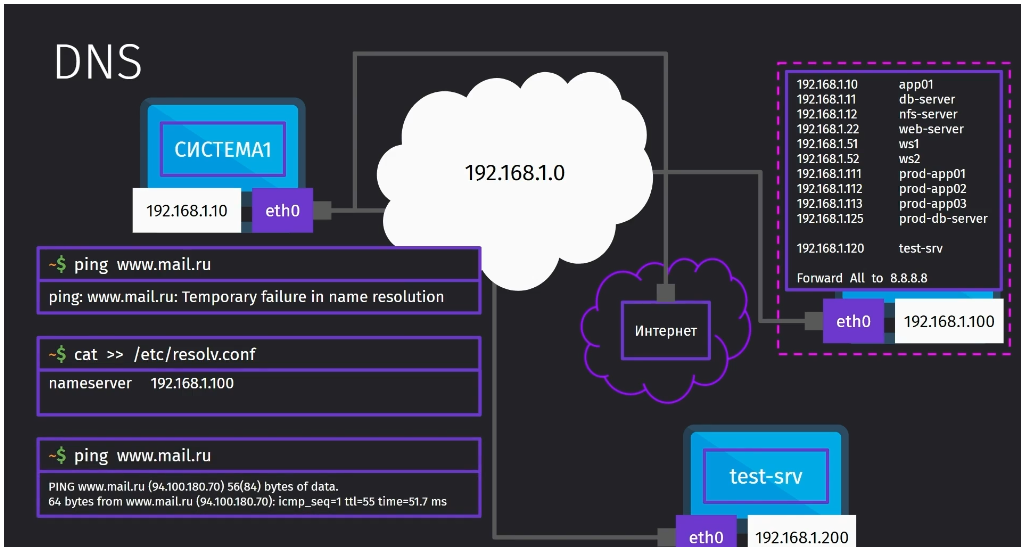 DNS
СИСТЕМА1
192.168.1.10
eth0
192.168.1.0
192.168.1.10 app01
192.168.1.11 db-server
192.168.1.12 nfs-server
192.168.1.22 web-server
192.168.1.51 ws1
192.168.1.52 ws2
192.168.1.111 prod-app01
192.168.1.112 prod-app02
192.168.1.113 prod-app03
192.168.1.125 prod-db-server
192.168.1.120 test-srv
Forward All to 8.8.8.8
eth0
192.168.1.100
~$ ping www.mail.ru
ping: www.mail.ru: Temporary failure in name resolution
~$ cat >> /etc/resolv.conf
nameserver 192.168.1.100
~$ ping www.mail.ru
PING www.mail.ru (94.100.180.70) 56(84) bytes of data.
64 bytes from www.mail.ru (94.100.180.70): icmp_seq=1 ttl=55 time=51.7 ms
Интернет
test-srv
eth0
192.168.1.200